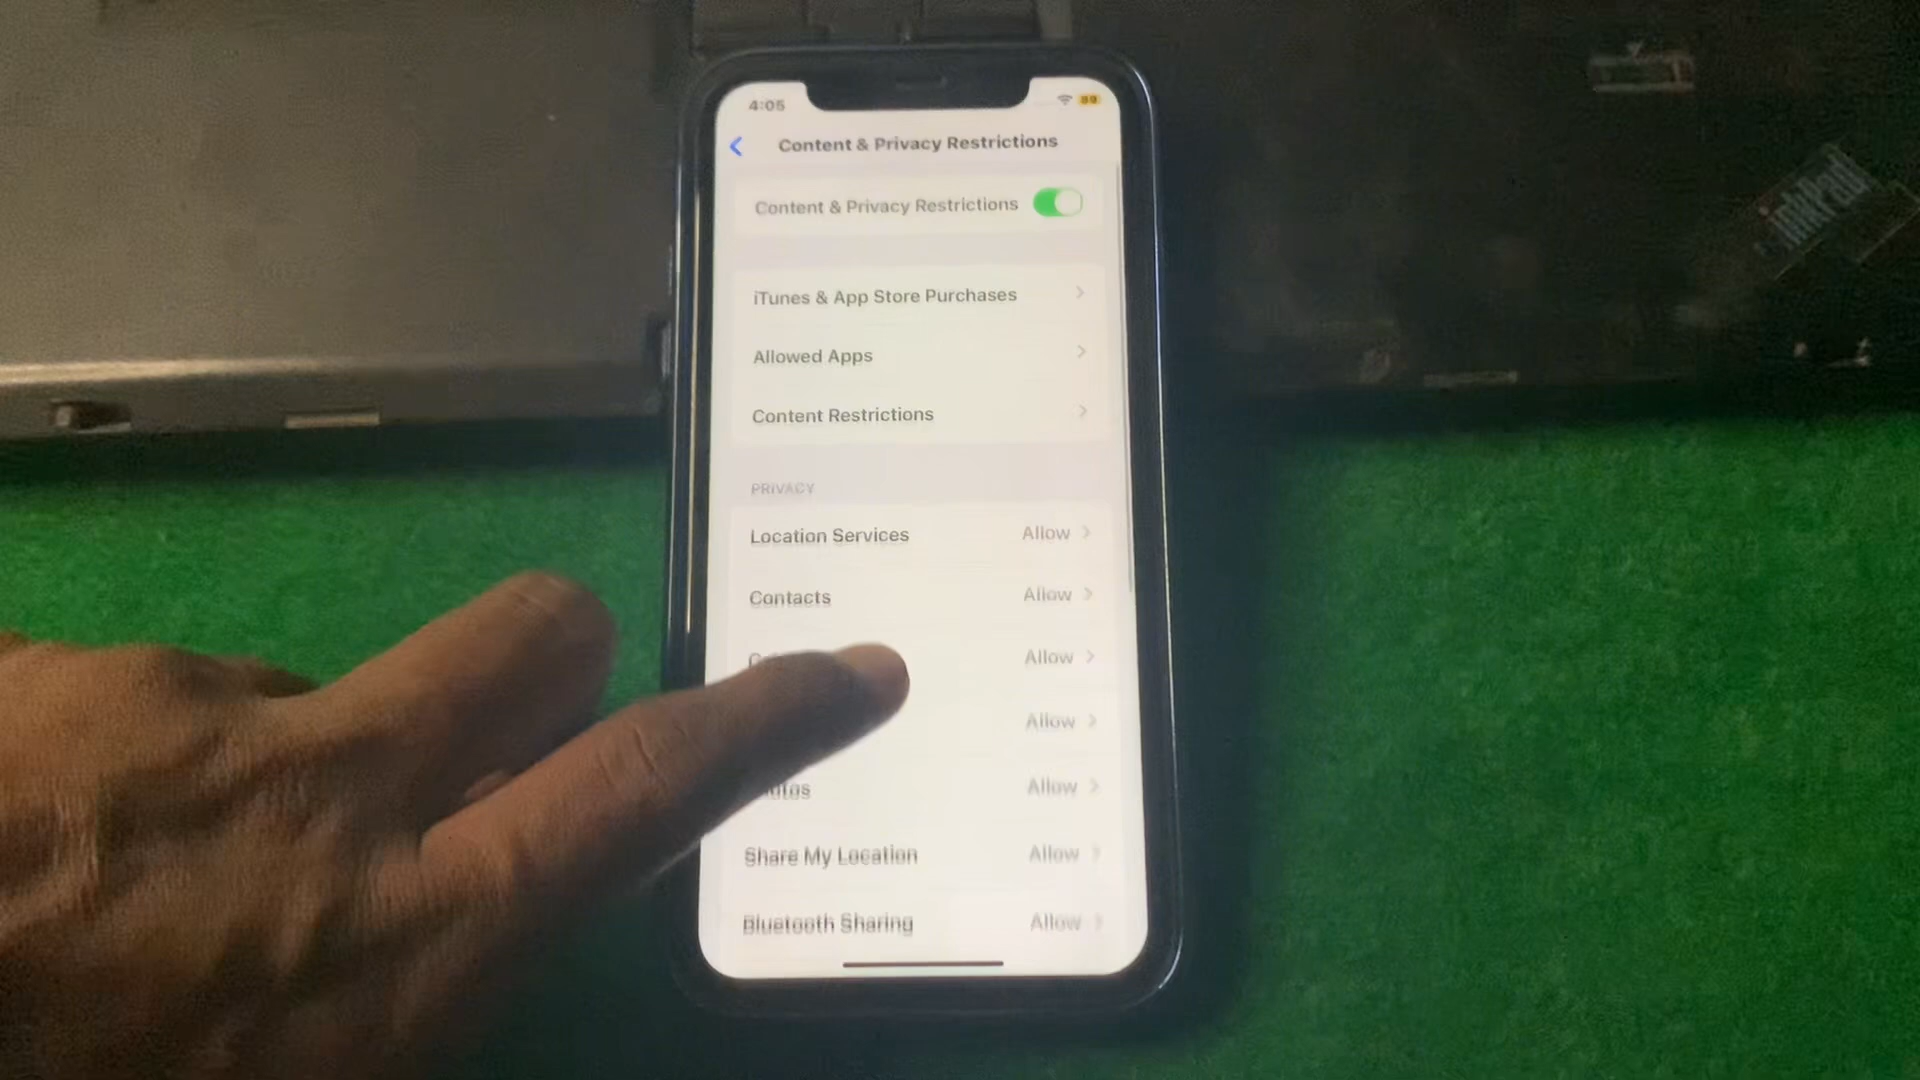 4:05
89
Content & Privacy Restrictions
Content & Privacy Restrictions
iTunes & App Store Purchases
Allowed Apps
Content Restrictions
PRIVACY
Location Services Allow
Contacts Allow
Allow
Allow
Allow
Share My Location Allow
Bluetooth Sharing Allow